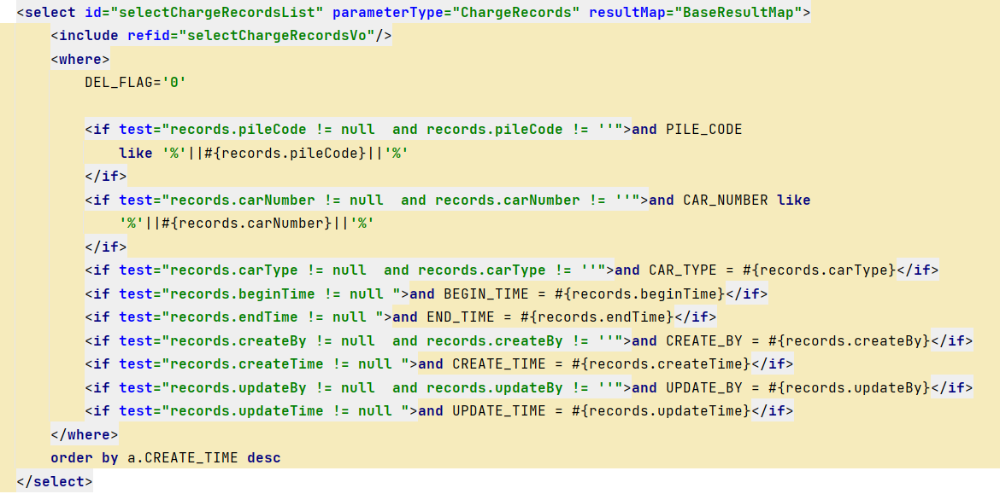 <select id="selectChargeRecordsList" parameterType="ChargeRecords" resultMap="BaseResultMap">
<include refid="selectChargeRecordsVo"/>
<where>
DEL_FLAG='0'
<if test="records.pileCode != null  and records.pileCode != ''">and PILE_CODE
like '%'||#{records.pileCode}||'%'
</if>
<if test="records.carNumber != null  and records.carNumber != ''">and CAR_NUMBER like
'%'||#{records.carNumber}||'%'
</if>
<if test="records.carType != null  and records.carType != ''">and CAR_TYPE = #{records.carType}</if>
<if test="records.beginTime != null ">and BEGIN_TIME = #{records.beginTime}</if>
<if test="records.endTime != null ">and END_TIME = #{records.endTime}</if>
<if test="records.createBy != null  and records.createBy != ''">and CREATE_BY = #{records.createBy}</if>
<if test="records.createTime != null ">and CREATE_TIME = #{records.createTime}</if>
<if test="records.updateBy != null  and records.updateBy != ''">and UPDATE_BY = #{records.updateBy}</if>
<if test="records.updateTime != null ">and UPDATE_TIME = #{records.updateTime}</if>
</where>
order by a.CREATE_TIME desc
</select>